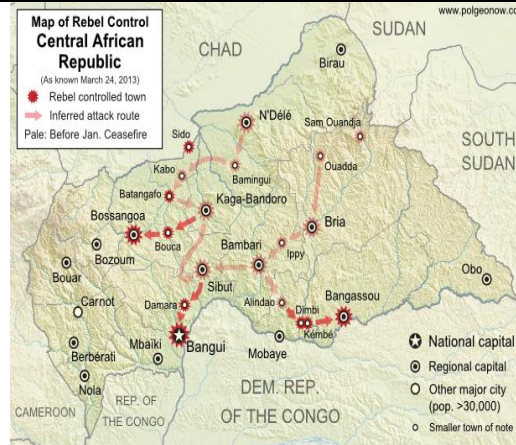 Map of Rebel Control
Central African
Republic
(As known March 24, 2013)
Rebel controlled town
Inferred attack route
Pale: Before Jan. Ceasefire
www.polgeonow.co
SUDAN
CHAD
Birau
N'Délé
Sam Ouandja
SOUTH
SUDAN
Sido
Ouadda
Kabo
Bamingui
Batangafo
Kaga-Bandoro
Bossangoa
Bria
Bouca
Bambari
Ippy
Bozoum
Obo
Bouar
Sibut
Bangassou
Carnot
Damara
Alindao
Dimbi
Kémbé
Bangui
Mobaye
Mbaiki
Berbérati
Nola
National capital
Regional capital
Other major city
(pop. >30,000)
Smaller town of note
DEM. REP.
OF THE CONGO
REP. OF
THE CONGO
CAMEROON